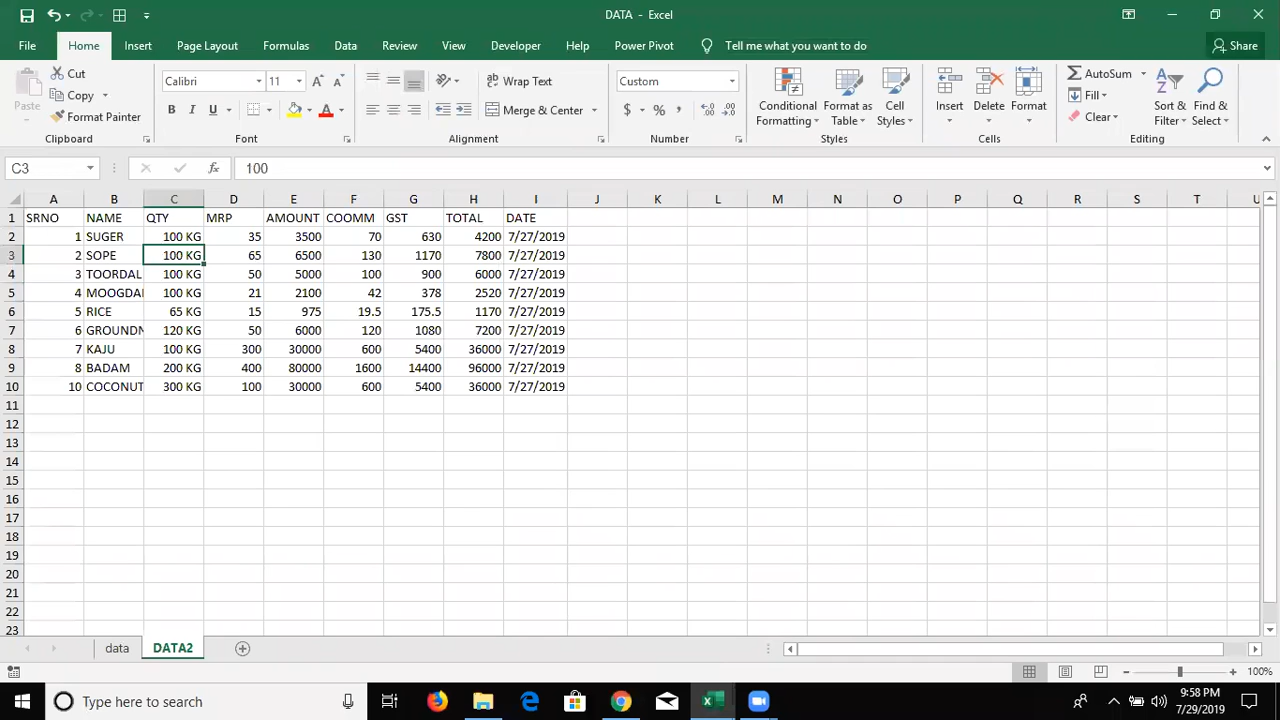 DATA - Excel
File Home Insert Page Layout Formulas Data Review View Developer Help Power Pivot Tell me what you want to do Share
Paste Cut Copy Format Painter Clipboard
Calibri 11 B I U Font
Wrap Text Merge & Center Alignment
Custom $ % Number
Conditional Formatting Format as Table Cell Styles Styles
Insert Delete Format Cells
AutoSum Fill Clear Sort & Filter Find & Select Editing
C3 fx 100
A B C D E F G H I J K L M N O P Q R S T U
1 SRNO NAME QTY MRP AMOUNT COOMM GST TOTAL DATE
2 1 SUGER 100 KG 35 3500 70 630 4200 7/27/2019
3 2 SOPE 100 KG 65 6500 130 1170 7800 7/27/2019
4 3 TOORDAL 100 KG 50 5000 100 900 6000 7/27/2019
5 4 MOOGDA 100 KG 21 2100 42 378 2520 7/27/2019
6 5 RICE 65 KG 15 975 19.5 175.5 1170 7/27/2019
7 6 GROUNDN 120 KG 50 6000 120 1080 7200 7/27/2019
8 7 KAJU 100 KG 300 30000 600 5400 36000 7/27/2019
9 8 BADAM 200 KG 400 80000 1600 14400 96000 7/27/2019
10 10 COCONUT 300 KG 100 30000 600 5400 36000 7/27/2019
11
12
13
14
15
16
17
18
19
20
21
22
23
data DATA2
100%
Type here to search
9:58 PM
7/29/2019